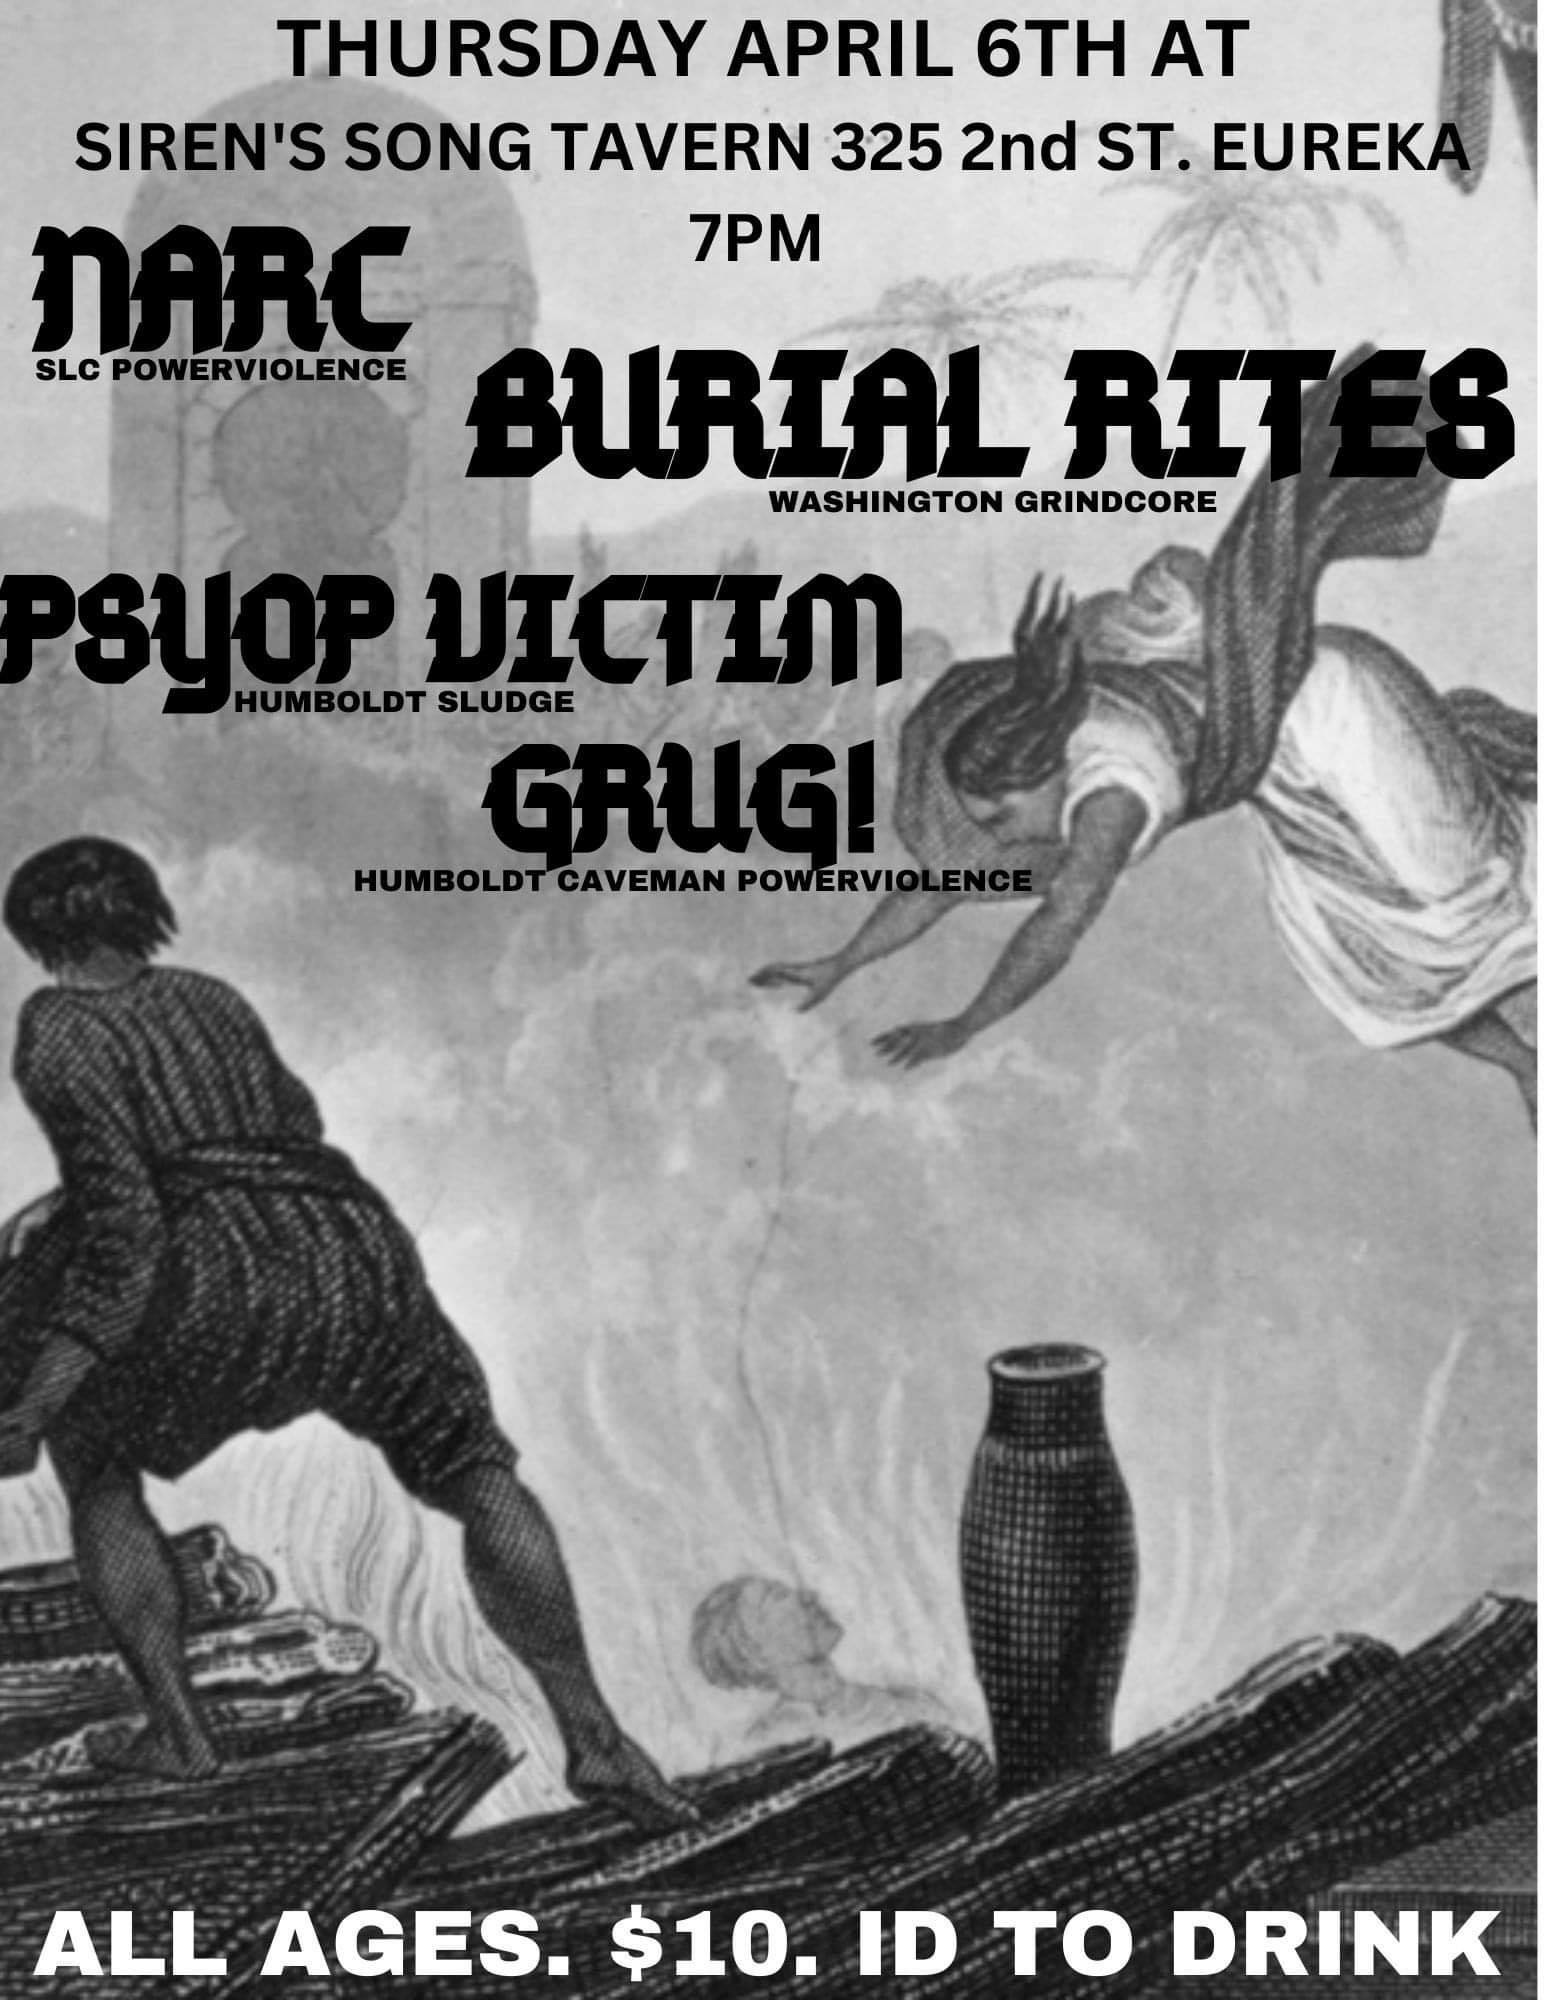 THURSDAY APRIL 6TH AT
SIREN'S SONG TAVERN 325 2nd ST. EUREKA
7PM
NARC
SLC POWERVIOLENCE
BURIAL RITES
WASHINGTON GRINDCORE
PSYOP VICTIM
HUMBOLDT SLUDGE
GRUG!
HUMBOLDT CAVEMAN POWERVIOLENCE
ALL AGES. $10. ID TO DRINK